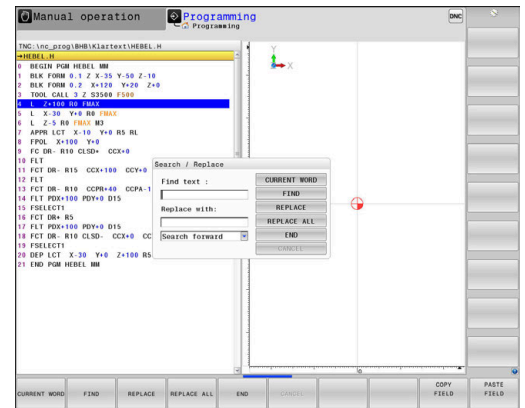 Manual operation
Programming
Programming
DNC
TNC:\nc_prog\BHB\Klartext\HEBEL.H
→HEBEL.H
0 BEGIN PGM HEBEL MM
1 BLK FORM 0.1 Z X-35 Y-50 Z-10
2 BLK FORM 0.2 X+120 Y+20 Z+0
3 TOOL CALL 3 Z S3500 F500
4 L Z+100 R0 FMAX
5 L X-30 Y+0 R0 FMAX
6 L Z-5 R0 FMAX M3
7 APPR LCT X-10 Y+0 R5 RL
8 FPOL X+100 Y+0
9 FC DR- R10 CLSD+ CCX+0
10 FLT
11 FCT DR- R15 CCX+100 CCY+0
12 FLT
13 FCT DR- R10 CCPR+40 CCPA-1
14 FLT PDX+100 PDY+0 D15
15 FSELECT1
16 FCT DR+ R5
17 FLT PDX+100 PDY+0 D15
18 FCT DR- R10 CLSD- CCX+0 CC
19 FSELECT1
20 DEP LCT X-30 Y+0 Z+100 R5
21 END PGM HEBEL MM
Y
X
Search / Replace
Find text :
Replace with:
Search forward
CURRENT WORD
FIND
REPLACE
REPLACE ALL
END
CANCEL
0
CURRENT WORD
FIND
REPLACE
REPLACE ALL
END
CANCEL
COPY
FIELD
PASTE
FIELD